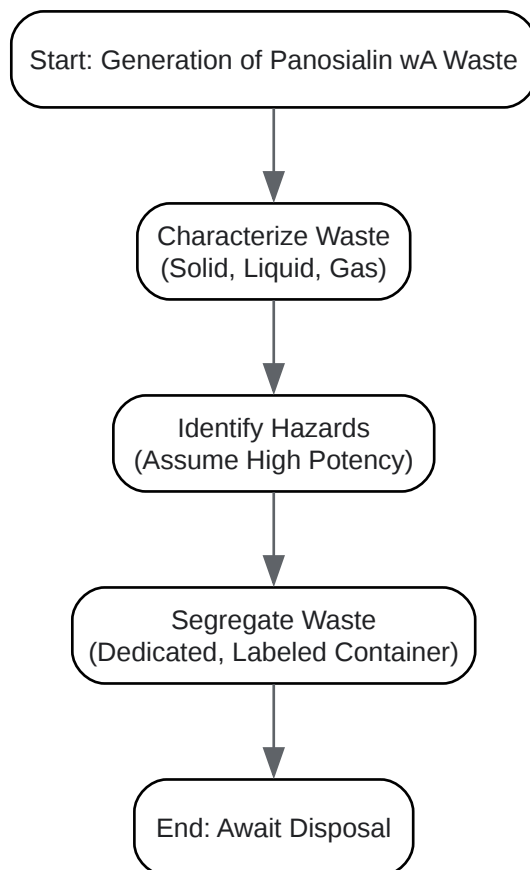 Start: Generation of Panosialin wA Waste
Characterize Waste
(Solid, Liquid, Gas)
Identify Hazards
(Assume High Potency)
Segregate Waste
(Dedicated, Labeled Container)
End: Await Disposal